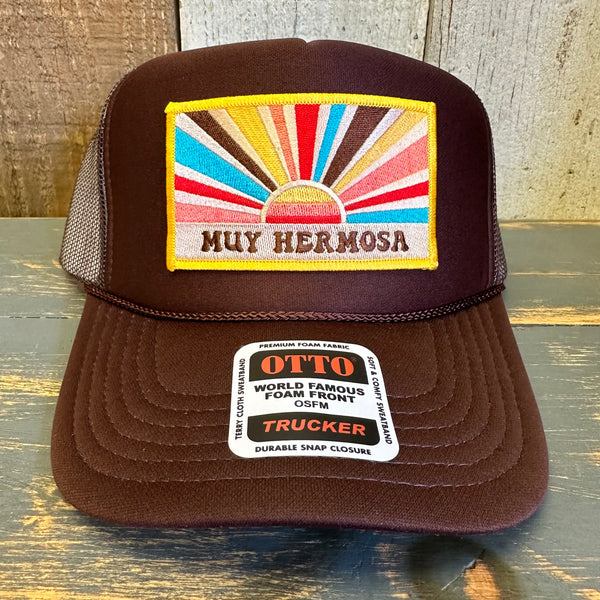 MUY HERMOSA
PREMIUM FOAM FABRIC
TERRY CLOTH SWEATBAND
OTTO
WORLD FAMOUS
FOAM FRONT
OSFM
TRUCKER
SOFT & COMFY SWEATBAND
DURABLE SNAP CLOSURE